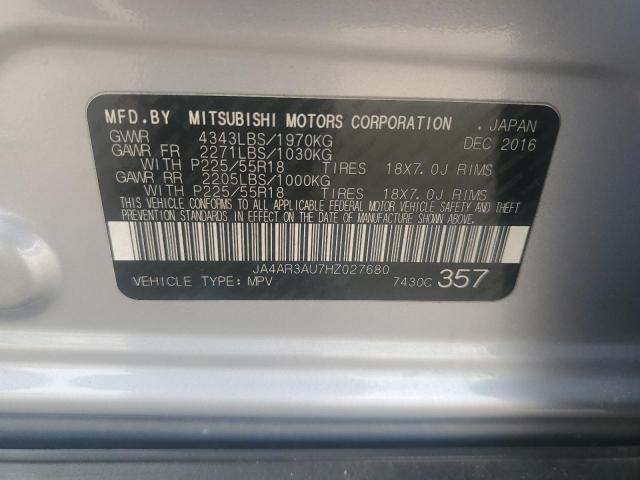 MFD.BY MITSUBISHI MOTORS CORPORATION . JAPAN
GVWR 4343LBS/1970KG DEC 2016
GAWR FR 2271LBS/1030KG
WITH P225/55R18 TIRES 18X7.0J RIMS
GAWR RR 2205LBS/1000KG
WITH P225/55R18 TIRES 18X7.0J RIMS
THIS VEHICLE CONFORMS TO ALL APPLICABLE FEDERAL MOTOR VEHICLE SAFETY AND THEFT
PREVENTION STANDARDS IN EFFECT ON THE DATE OF MANUFACTURE SHOWN ABOVE.
JA4AR3AU7HZ027680
VEHICLE TYPE:MPV 7430C 357